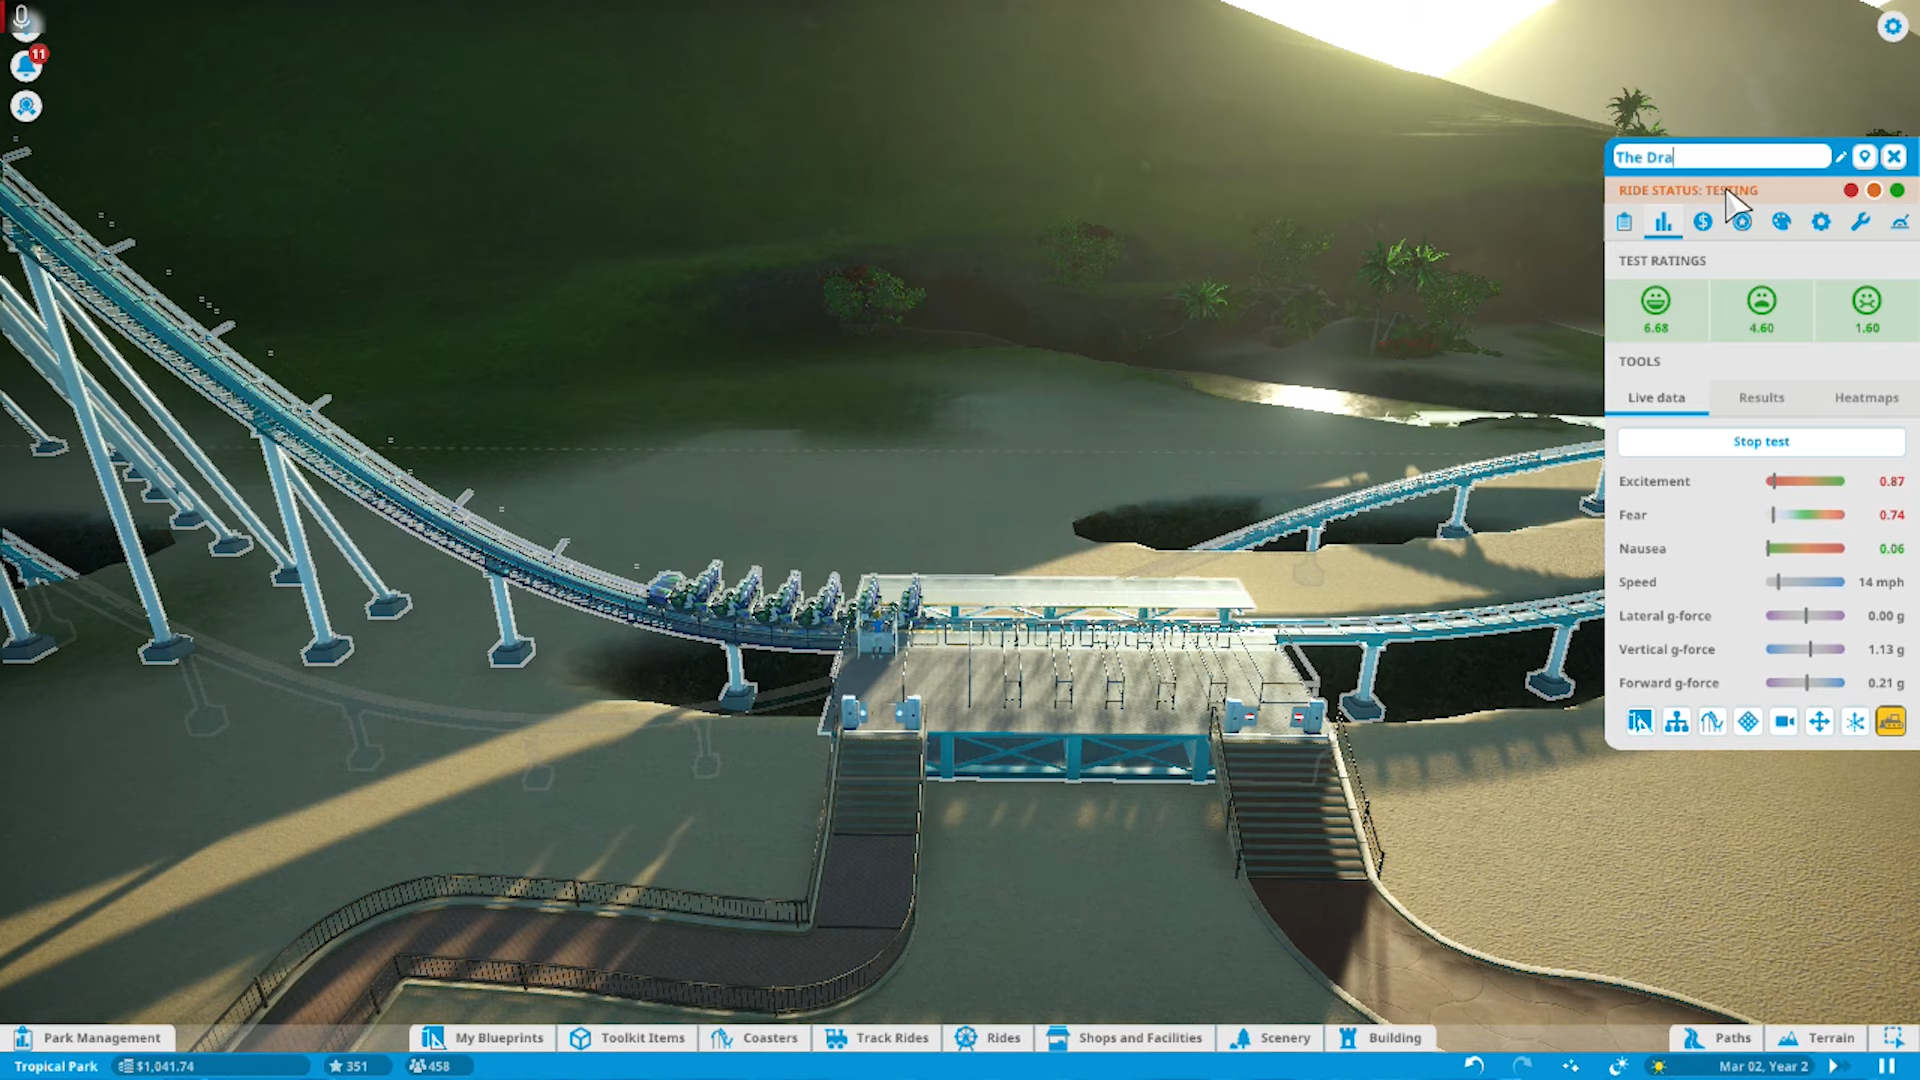 11
The Dra
RIDE STATUS: TESTING
TEST RATINGS
6.68 4.60 1.60
TOOLS
Live data Results Heatmaps
Stop test
Excitement 0.87
Fear 0.74
Nausea 0.06
Speed 14 mph
Lateral g-force 0.00 g
Vertical g-force 1.13 g
Forward g-force 0.21 g
Park Management My Blueprints Toolkit Items Coasters Track Rides Rides Shops and Facilities Scenery Building Paths Terrain
Tropical Park $1,041.74 351 458 Mar 02, Year 2